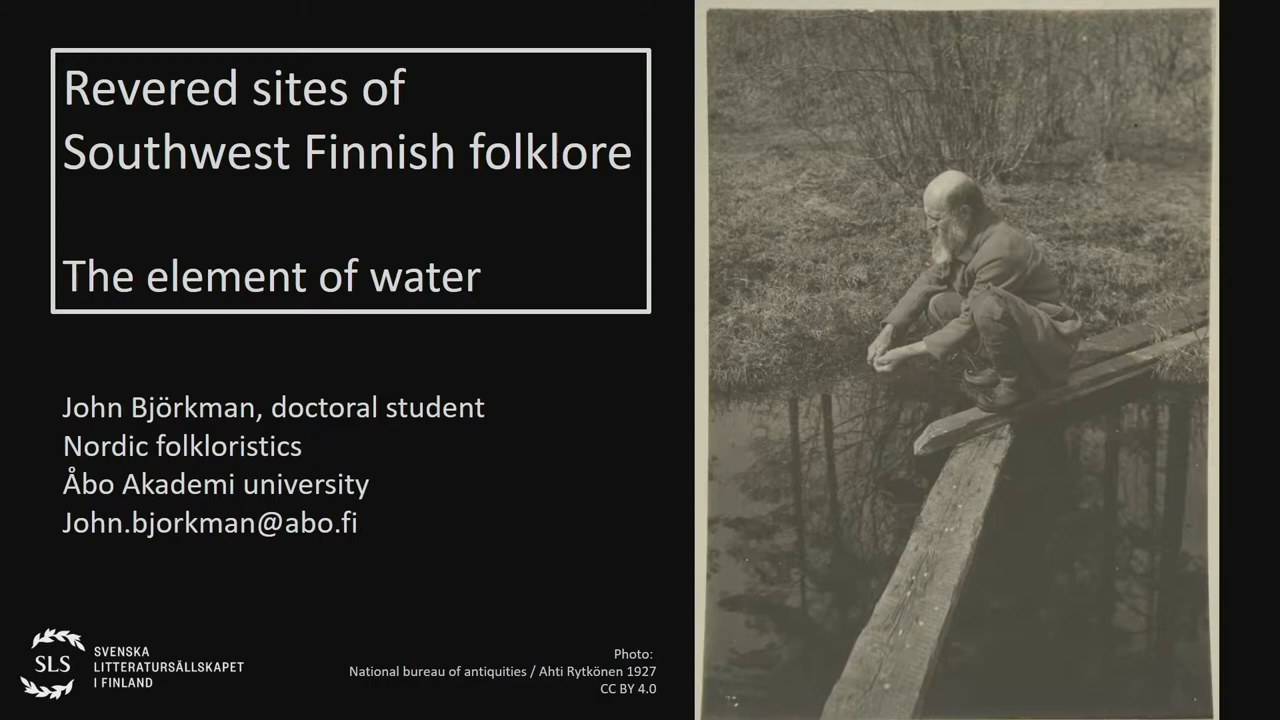 Revered sites of
Southwest Finnish folklore
The element of water
John Björkman, doctoral student
Nordic folkloristics
Åbo Akademi university
John.bjorkman@abo.fi
SLS
SVENSKA
LITTERATURSÄLLSKAPET
I FINLAND
Photo:
National bureau of antiquities / Ahti Rytkönen 1927
CC BY 4.0